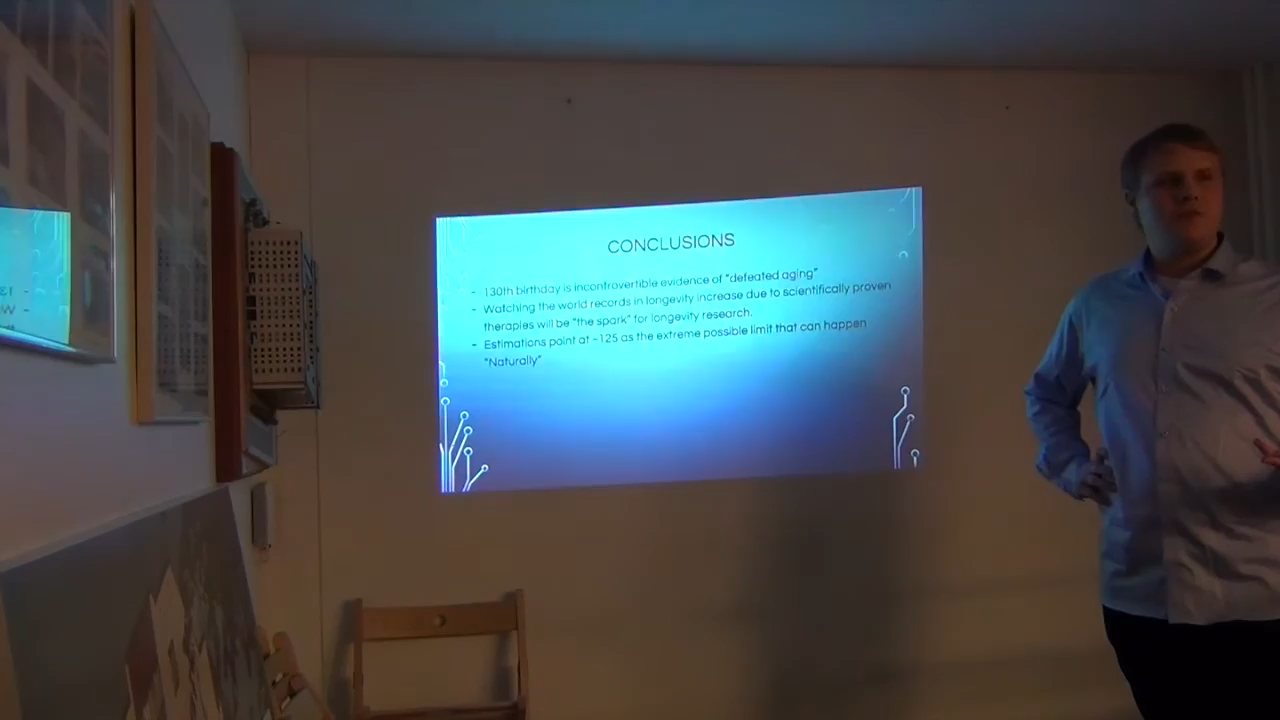 CONCLUSIONS
- 130th birthday is incontrovertible evidence of "defeated aging"
- Watching the world records in longevity increase due to scientifically proven
therapies will be "the spark" for longevity research.
- Estimations point at ~125 as the extreme possible limit that can happen
"Naturally"